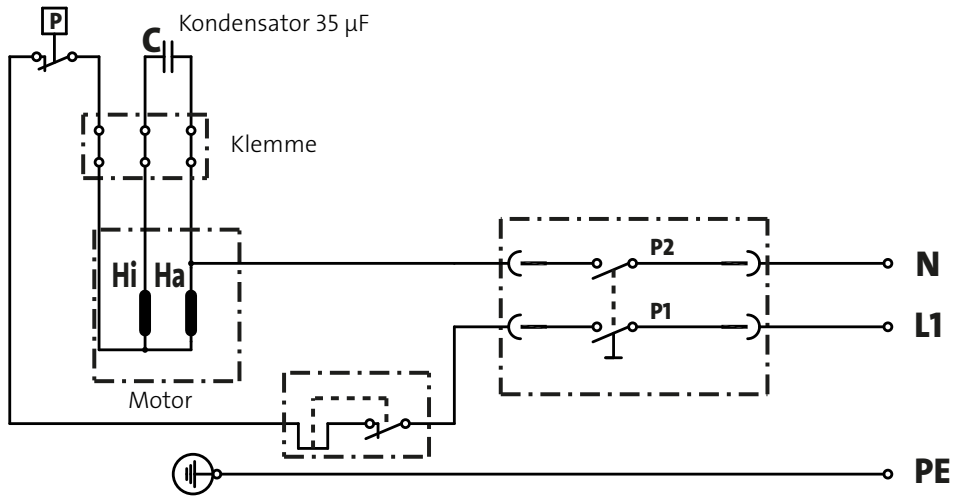 P
Kondensator 35 µF
C
Klemme
Hi Ha
P2
N
P1
L1
Motor
PE